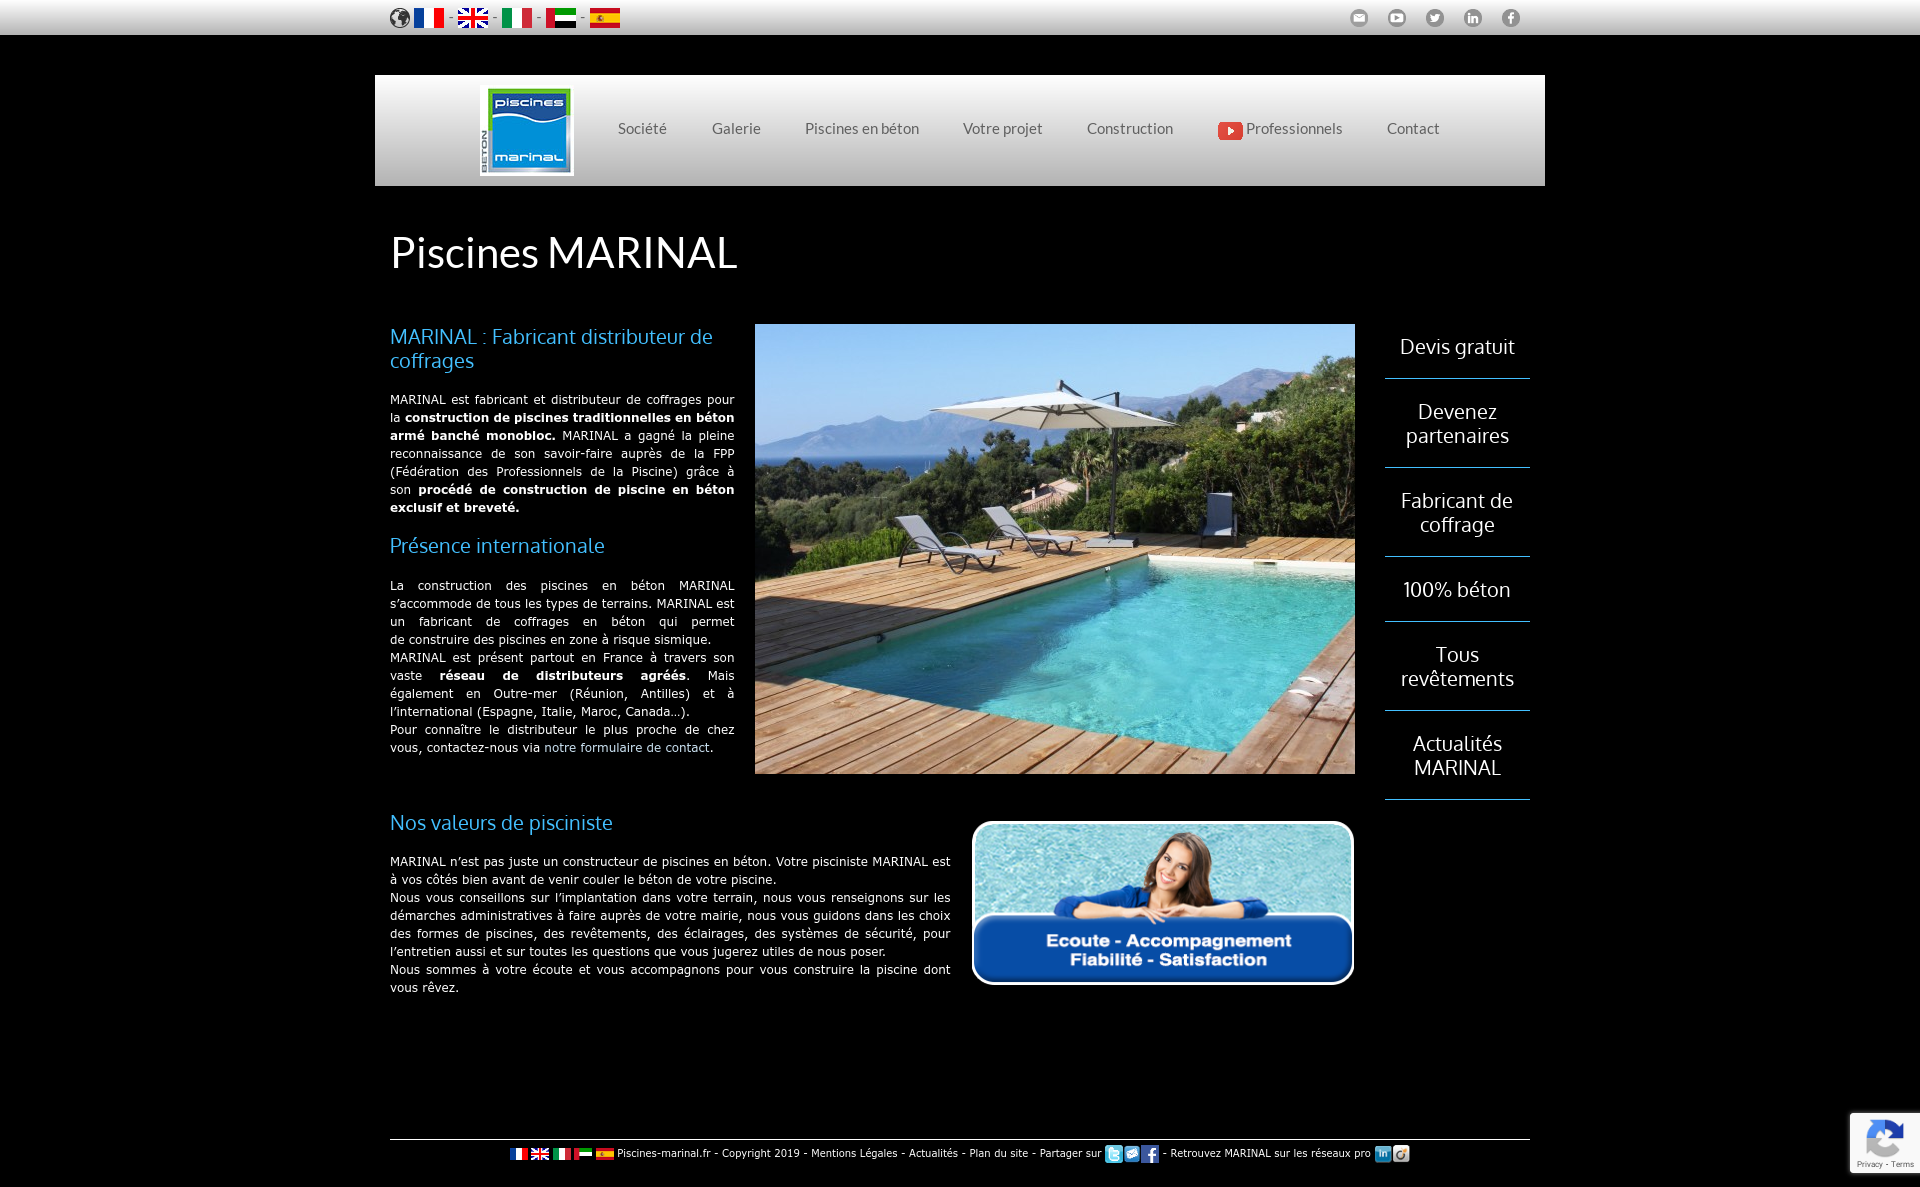 - - - -
piscines
marinal
BETON
Société
Galerie
Piscines en béton
Votre projet
Construction
Professionnels
Contact
Piscines MARINAL
MARINAL : Fabricant distributeur de
coffrages
MARINAL est fabricant et distributeur de coffrages pour
la construction de piscines traditionnelles en béton
armé banché monobloc. MARINAL a gagné la pleine
reconnaissance de son savoir-faire auprès de la FPP
(Fédération des Professionnels de la Piscine) grâce à
son procédé de construction de piscine en béton
exclusif et breveté.
Présence internationale
La construction des piscines en béton MARINAL
s’accommode de tous les types de terrains. MARINAL est
un fabricant de coffrages en béton qui permet
de construire des piscines en zone à risque sismique.
MARINAL est présent partout en France à travers son
vaste réseau de distributeurs agréés. Mais
également en Outre-mer (Réunion, Antilles) et à
l’international (Espagne, Italie, Maroc, Canada…).
Pour connaître le distributeur le plus proche de chez
vous, contactez-nous via notre formulaire de contact.
Devis gratuit
Devenez
partenaires
Fabricant de
coffrage
100% béton
Tous
revêtements
Actualités
MARINAL
Nos valeurs de pisciniste
MARINAL n’est pas juste un constructeur de piscines en béton. Votre pisciniste MARINAL est
à vos côtés bien avant de venir couler le béton de votre piscine.
Nous vous conseillons sur l’implantation dans votre terrain, nous vous renseignons sur les
démarches administratives à faire auprès de votre mairie, nous vous guidons dans les choix
des formes de piscines, des revêtements, des éclairages, des systèmes de sécurité, pour
l’entretien aussi et sur toutes les questions que vous jugerez utiles de nous poser.
Nous sommes à votre écoute et vous accompagnons pour vous construire la piscine dont
vous rêvez.
Ecoute - Accompagnement
Fiabilité - Satisfaction
Piscines-marinal.fr - Copyright 2019 - Mentions Légales - Actualités - Plan du site - Partager sur - Retrouvez MARINAL sur les réseaux pro
Privacy - Terms